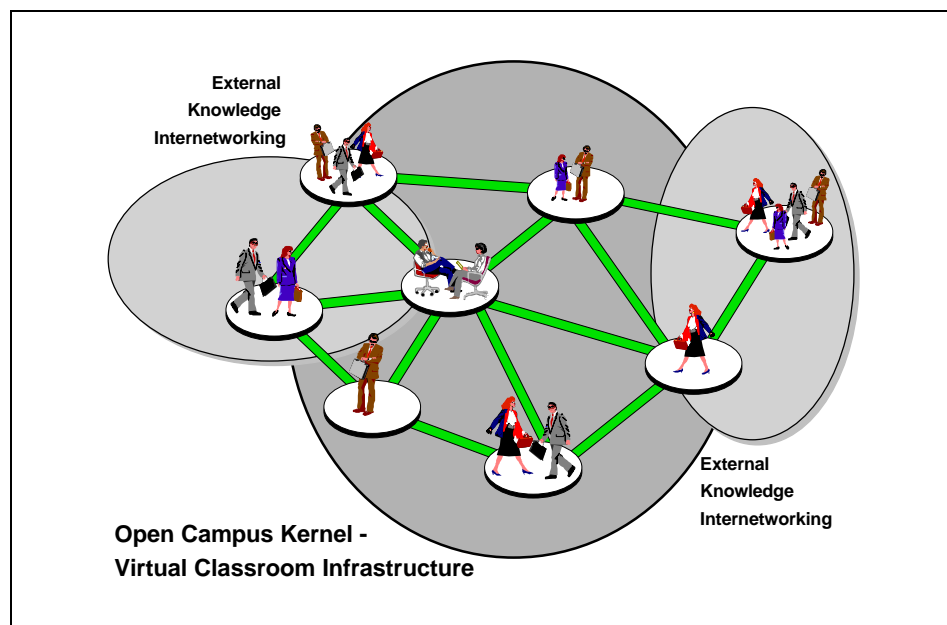 External
Knowledge
Internetworking
External
Knowledge
Internetworking
Open Campus Kernel -
Virtual Classroom Infrastructure